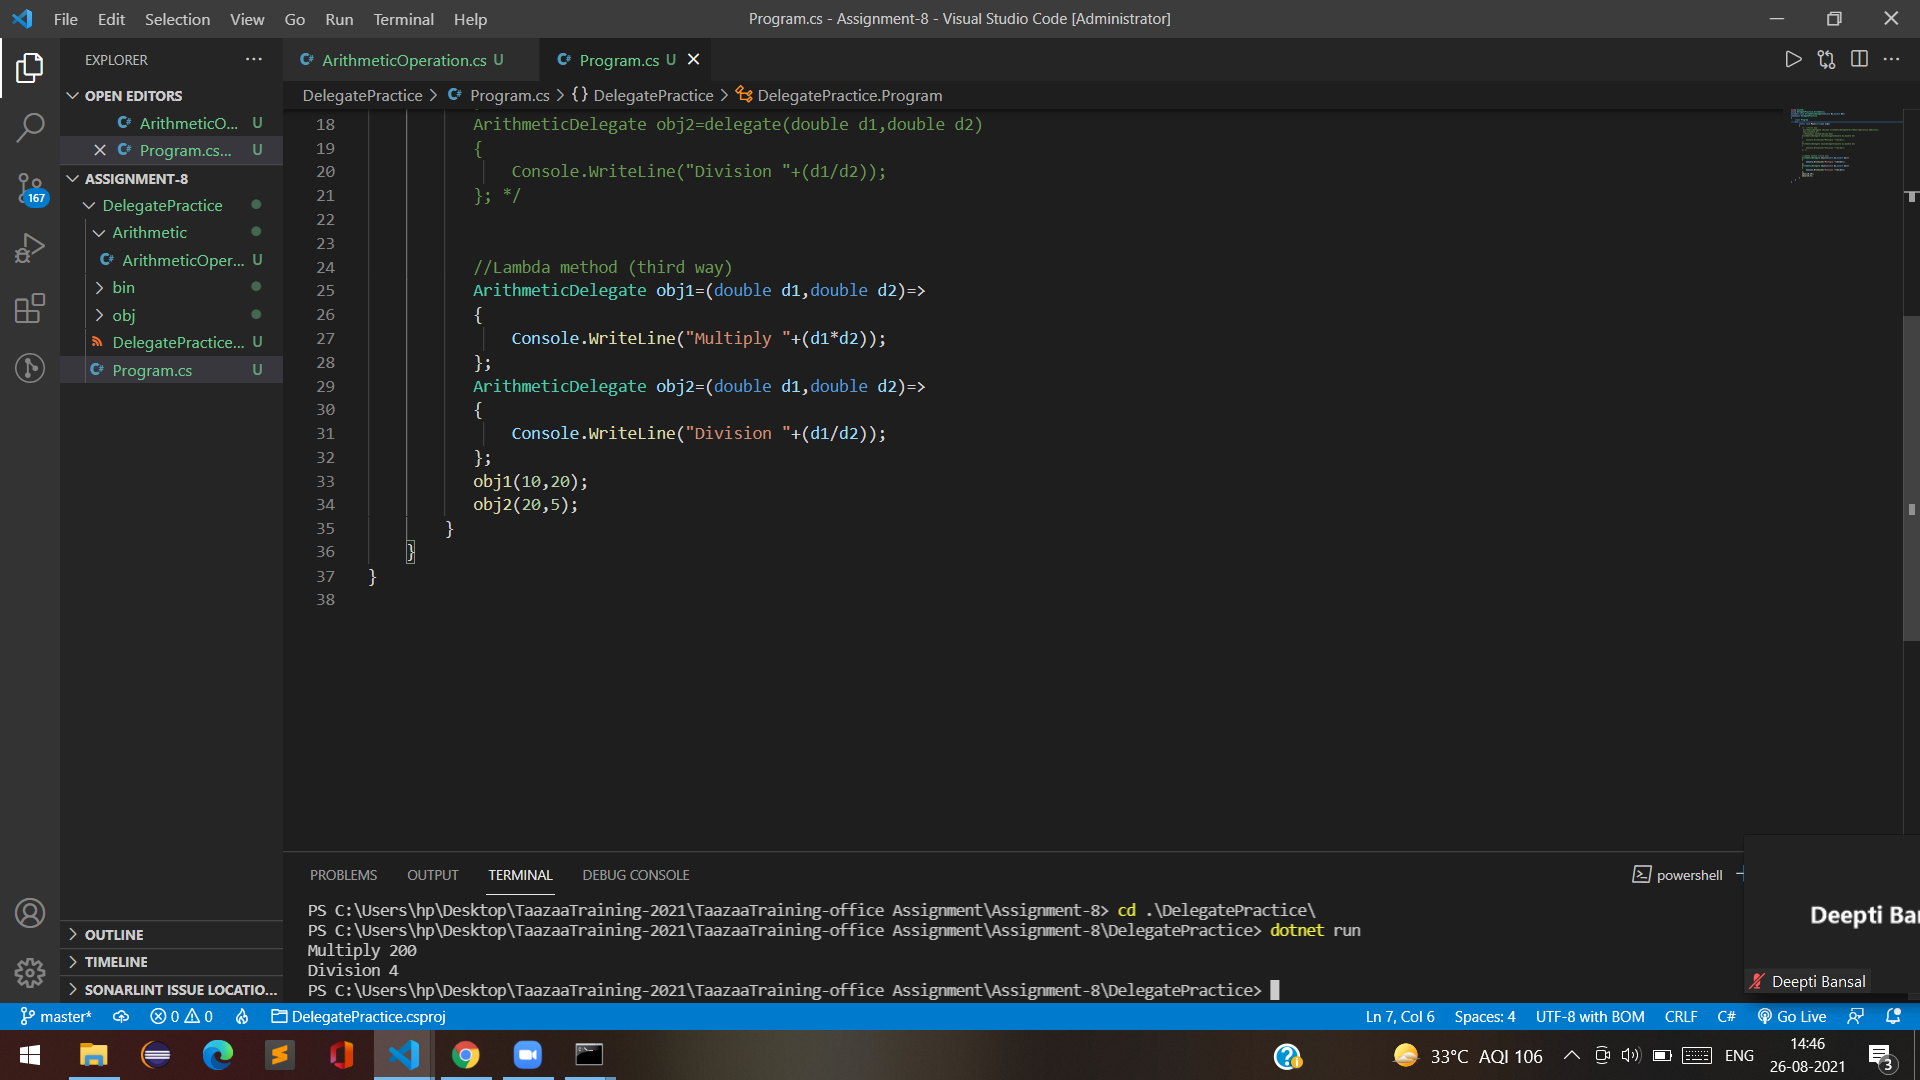 File Edit Selection View Go Run Terminal Help
Program.cs - Assignment-8 - Visual Studio Code [Administrator]
EXPLORER
OPEN EDITORS
ArithmeticO... U
Program.cs... U
ASSIGNMENT-8
DelegatePractice
Arithmetic
ArithmeticOper... U
bin
obj
DelegatePractice... U
Program.cs U
OUTLINE
TIMELINE
SONARLINT ISSUE LOCATIO...
167
ArithmeticOperation.cs U
Program.cs U
DelegatePractice > Program.cs > {} DelegatePractice > DelegatePractice.Program
18 ArithmeticDelegate obj2=delegate(double d1,double d2)
19 {
20 Console.WriteLine("Division "+(d1/d2));
21 }; */
22
23
24 //Lambda method (third way)
25 ArithmeticDelegate obj1=(double d1,double d2)=>
26 {
27 Console.WriteLine("Multiply "+(d1*d2));
28 };
29 ArithmeticDelegate obj2=(double d1,double d2)=>
30 {
31 Console.WriteLine("Division "+(d1/d2));
32 };
33 obj1(10,20);
34 obj2(20,5);
35 }
36 }
37 }
38
PROBLEMS OUTPUT TERMINAL DEBUG CONSOLE
powershell
PS C:\Users\hp\Desktop\TaazaaTraining-2021\TaazaaTraining-office Assignment\Assignment-8> cd .\DelegatePractice\
PS C:\Users\hp\Desktop\TaazaaTraining-2021\TaazaaTraining-office Assignment\Assignment-8\DelegatePractice> dotnet run
Multiply 200
Division 4
PS C:\Users\hp\Desktop\TaazaaTraining-2021\TaazaaTraining-office Assignment\Assignment-8\DelegatePractice>
Deepti Ban
Deepti Bansal
master* 0 0 DelegatePractice.csproj
Ln 7, Col 6 Spaces: 4 UTF-8 with BOM CRLF C# Go Live
33°C AQI 106 ENG
14:46
26-08-2021
3